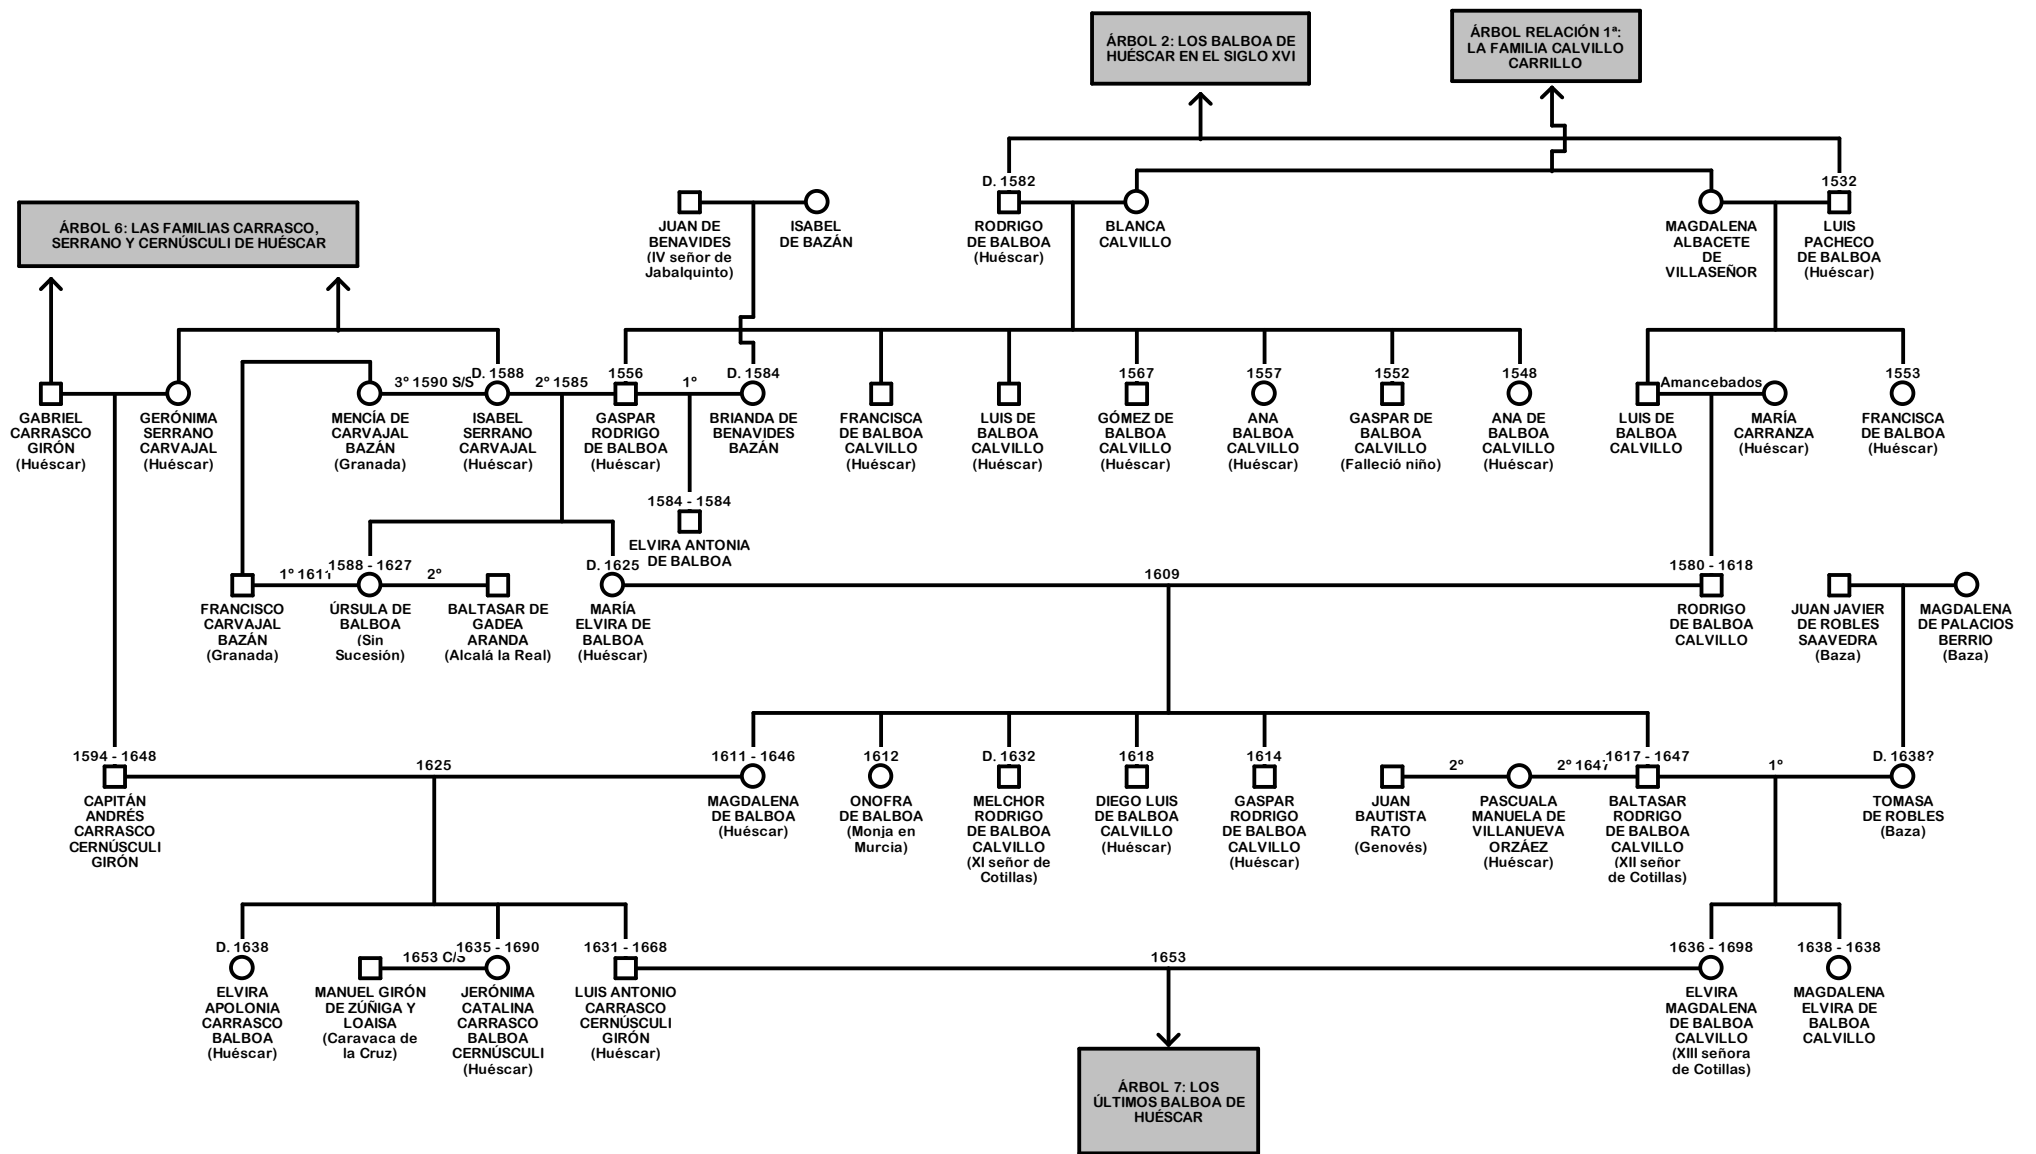 ÁRBOL 2: LOS BALBOA DE
HUÉSCAR EN EL SIGLO XVI
ÁRBOL RELACIÓN 1ª:
LA FAMILIA CALVILLO
CARRILLO
ÁRBOL 6: LAS FAMILIAS CARRASCO,
SERRANO Y CERNÚSCULI DE HUÉSCAR
JUAN DE
BENAVIDES
(IV señor de
Jabalquinto)
ISABEL
DE BAZÁN
D. 1582
RODRIGO
DE BALBOA
(Huéscar)
BLANCA
CALVILLO
MAGDALENA
ALBACETE
DE
VILLASEÑOR
1532
LUIS
PACHECO
DE BALBOA
(Huéscar)
GABRIEL
CARRASCO
GIRÓN
(Huéscar)
GERÓNIMA
SERRANO
CARVAJAL
(Huéscar)
MENCÍA DE
CARVAJAL
BAZÁN
(Granada)
3º 1590 S/S
D. 1588
ISABEL
SERRANO
CARVAJAL
(Huéscar)
2º 1585
1556
GASPAR
RODRIGO
DE BALBOA
(Huéscar)
1º
D. 1584
BRIANDA DE
BENAVIDES
BAZÁN
FRANCISCA
DE BALBOA
CALVILLO
(Huéscar)
LUIS DE
BALBOA
CALVILLO
(Huéscar)
1567
GÓMEZ DE
BALBOA
CALVILLO
(Huéscar)
1557
ANA
BALBOA
CALVILLO
(Huéscar)
1552
GASPAR DE
BALBOA
CALVILLO
(Falleció niño)
1548
ANA DE
BALBOA
CALVILLO
(Huéscar)
LUIS DE
BALBOA
CALVILLO
Amancebados
MARÍA
CARRANZA
(Huéscar)
1553
FRANCISCA
DE BALBOA
(Huéscar)
1584 - 1584
ELVIRA ANTONIA
DE BALBOA
FRANCISCO
CARVAJAL
BAZÁN
(Granada)
1º 1611
1588 - 1627
ÚRSULA DE
BALBOA
(Sin
Sucesión)
2º
BALTASAR DE
GADEA
ARANDA
(Alcalá la Real)
D. 1625
MARÍA
ELVIRA DE
BALBOA
(Huéscar)
1609
1580 - 1618
RODRIGO
DE BALBOA
CALVILLO
JUAN JAVIER
DE ROBLES
SAAVEDRA
(Baza)
MAGDALENA
DE PALACIOS
BERRIO
(Baza)
1594 - 1648
CAPITÁN
ANDRÉS
CARRASCO
CERNÚSCULI
GIRÓN
1625
1611 - 1646
MAGDALENA
DE BALBOA
(Huéscar)
1612
ONOFRA
DE BALBOA
(Monja en
Murcia)
D. 1632
MELCHOR
RODRIGO
DE BALBOA
CALVILLO
(XI señor de
Cotillas)
1618
DIEGO LUIS
DE BALBOA
CALVILLO
(Huéscar)
1614
GASPAR
RODRIGO
DE BALBOA
CALVILLO
(Huéscar)
JUAN
BAUTISTA
RATO
(Genovés)
2º
PASCUALA
MANUELA DE
VILLANUEVA
ORZÁEZ
(Huéscar)
2º 1647
1617 - 1647
BALTASAR
RODRIGO
DE BALBOA
CALVILLO
(XII señor
de Cotillas)
1º
D. 1638?
TOMASA
DE ROBLES
(Baza)
D. 1638
ELVIRA
APOLONIA
CARRASCO
BALBOA
(Huéscar)
MANUEL GIRÓN
DE ZÚÑIGA Y
LOAISA
(Caravaca de
la Cruz)
1653 C/S
1635 - 1690
JERÓNIMA
CATALINA
CARRASCO
BALBOA
CERNÚSCULI
(Huéscar)
1631 - 1668
LUIS ANTONIO
CARRASCO
CERNÚSCULI
GIRÓN
(Huéscar)
1653
1636 - 1698
ELVIRA
MAGDALENA
DE BALBOA
CALVILLO
(XIII señora
de Cotillas)
1638 - 1638
MAGDALENA
ELVIRA DE
BALBOA
CALVILLO
ÁRBOL 7: LOS
ÚLTIMOS BALBOA DE
HUÉSCAR